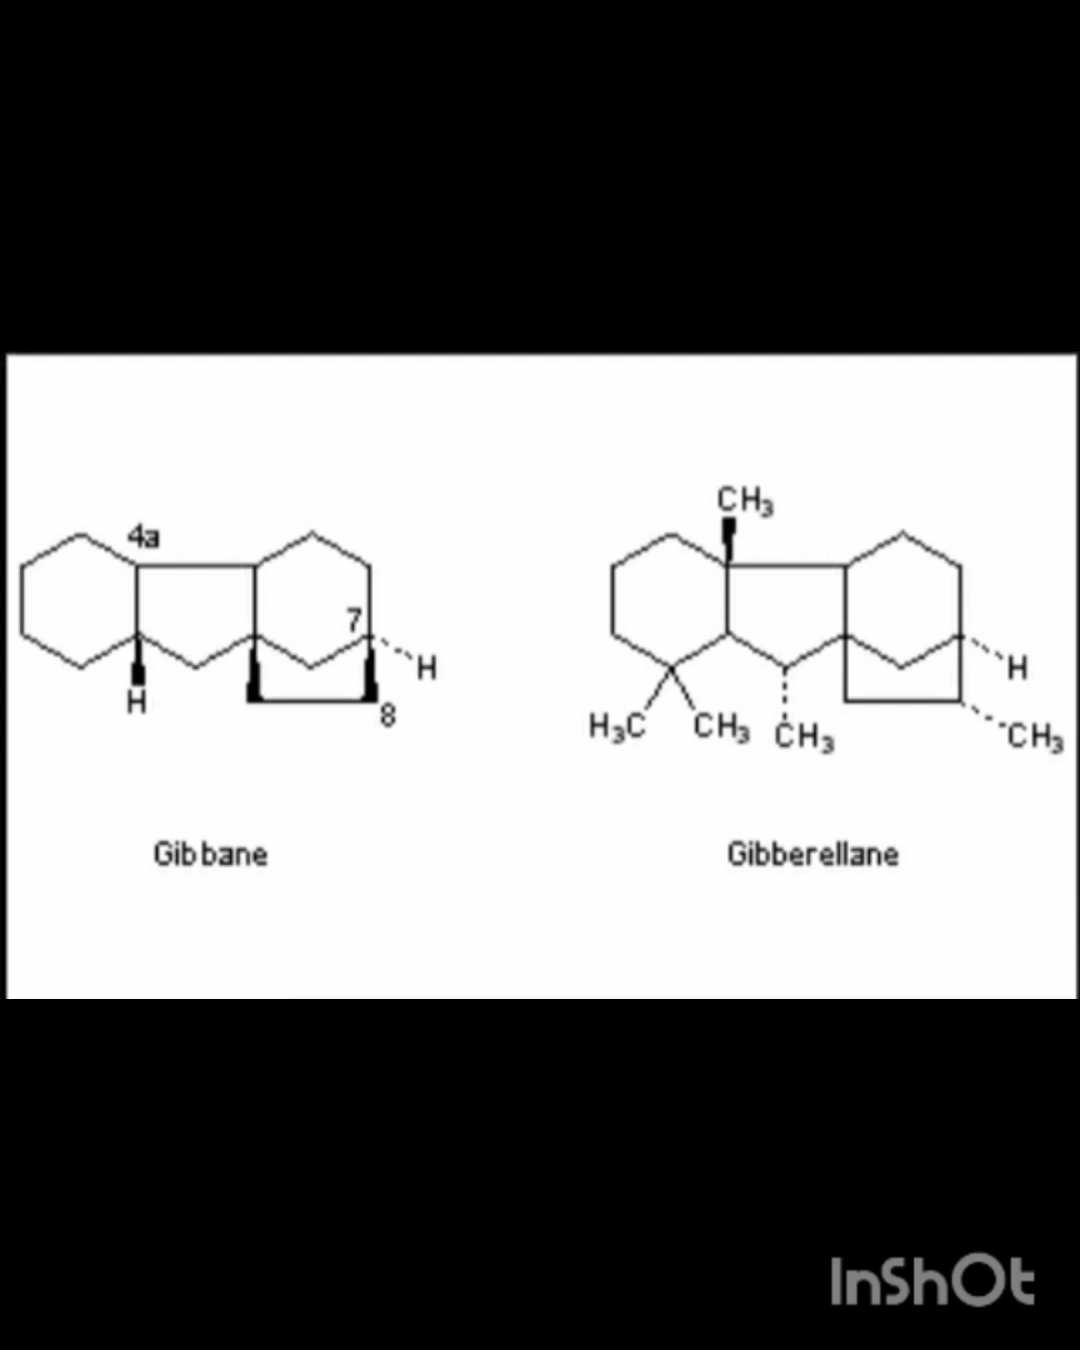 CH₃
4a
7
H
H
8
H
H₃C
CH₃
CH₃
CH₃
Gibbane
Gibberellane
InShOt